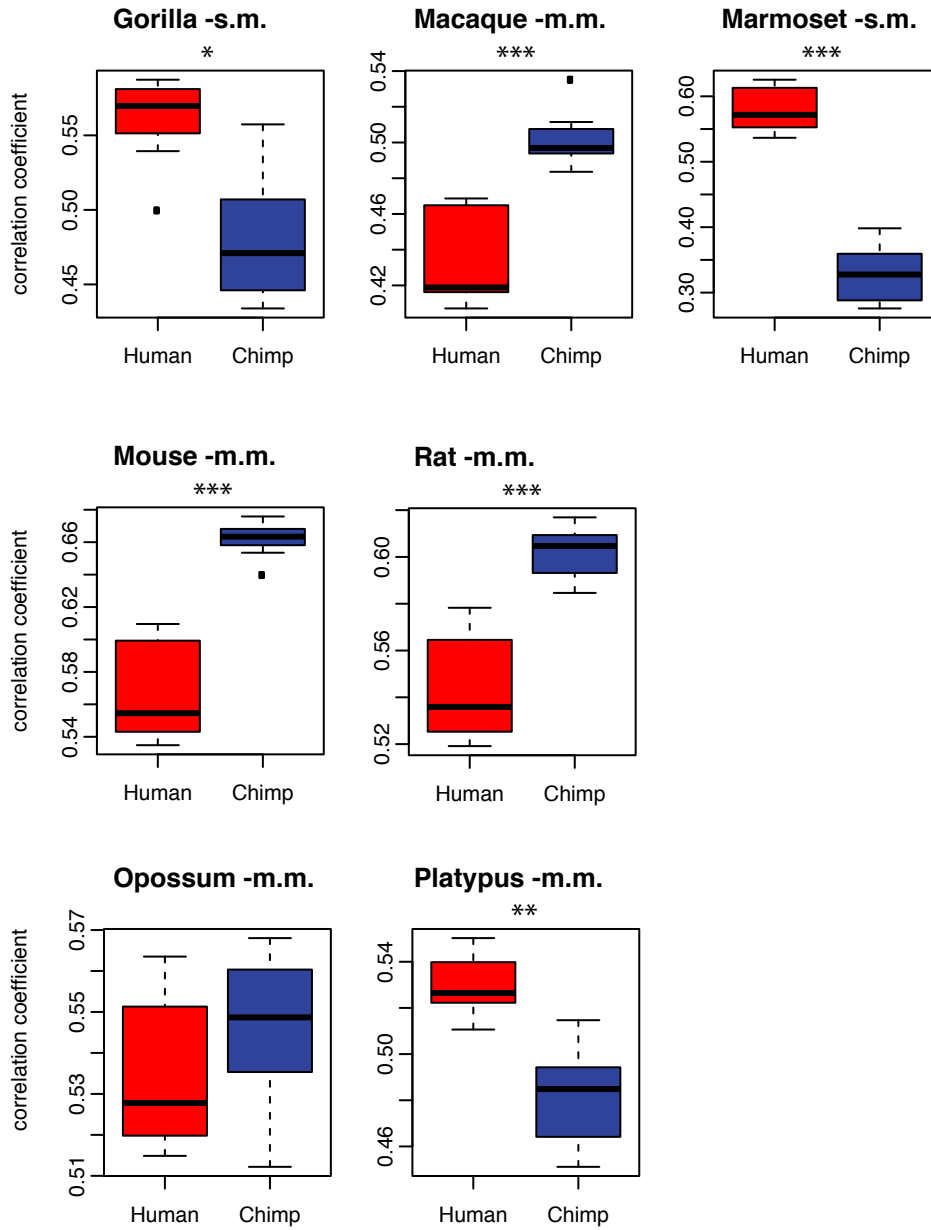 Gorilla -s.m.
*
correlation coefficient
0.55
0.50
0.45
Human Chimp
Macaque -m.m.
***
0.54
0.50
0.46
0.42
Human Chimp
Marmoset -s.m.
***
0.60
0.50
0.40
0.30
Human Chimp
Mouse -m.m.
***
correlation coefficient
0.66
0.62
0.58
0.54
Human Chimp
Rat -m.m.
***
0.60
0.56
0.52
Human Chimp
Opossum -m.m.
correlation coefficient
0.57
0.55
0.53
0.51
Human Chimp
Platypus -m.m.
**
0.54
0.50
0.46
Human Chimp